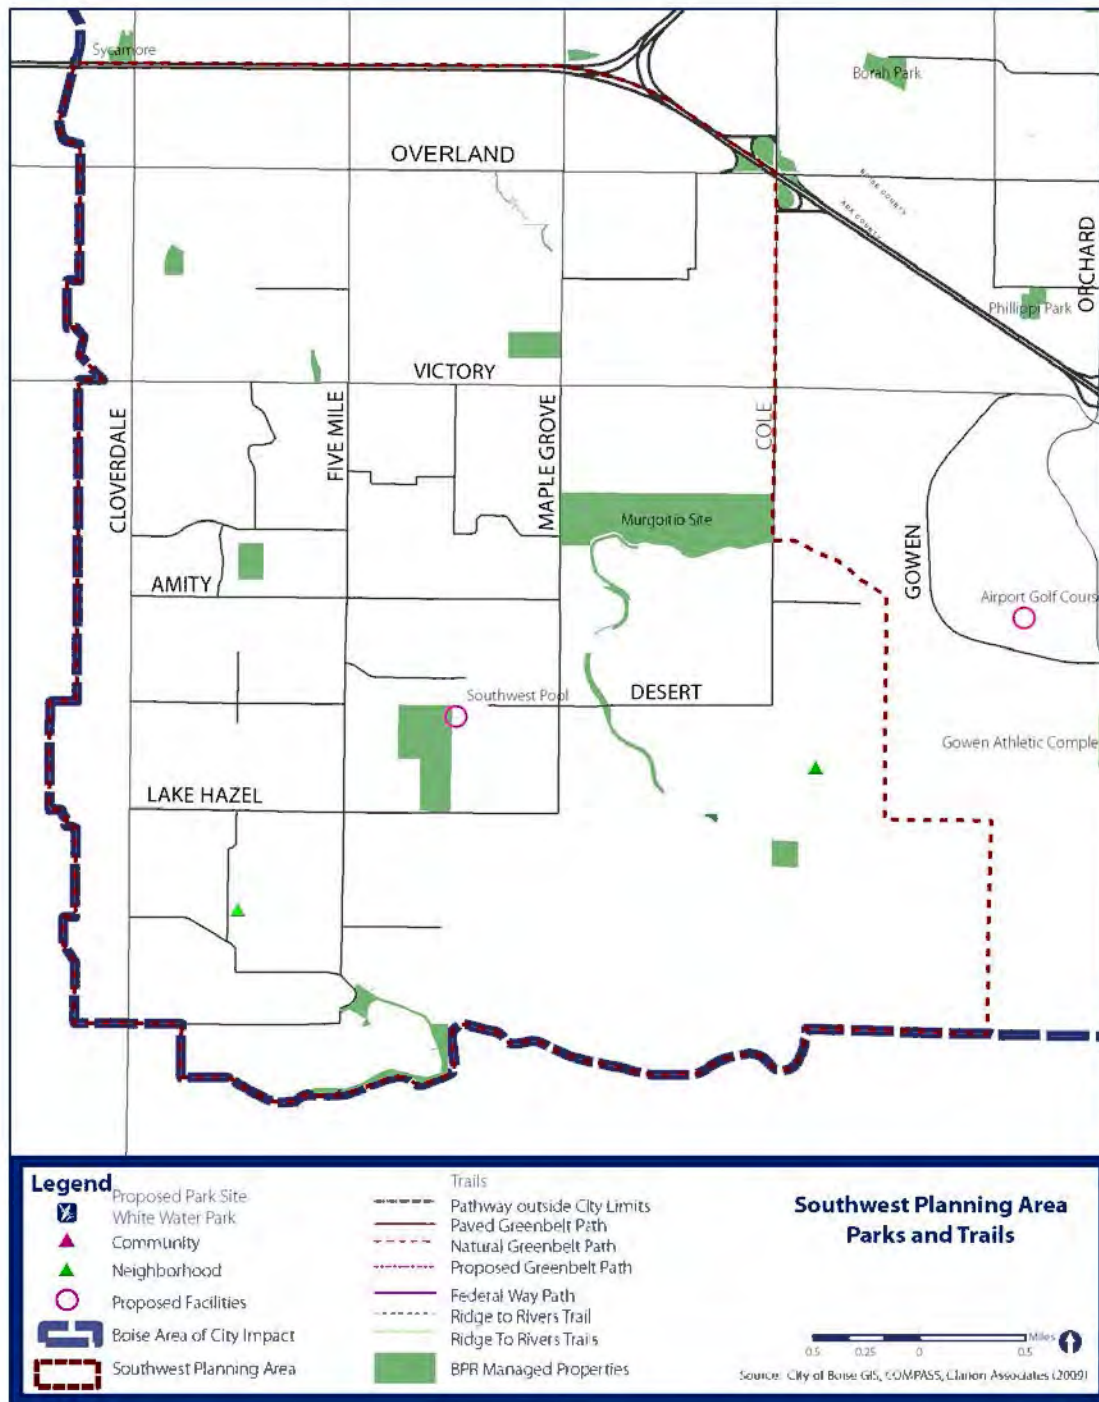 Sycamore
Borah Park
OVERLAND
BOISE COUNTY
ADA COUNTY
ORCHARD
Phillippi Park
VICTORY
CLOVERDALE
FIVE MILE
MAPLE GROVE
COLE
Murgoitio Site
GOWEN
AMITY
Airport Golf Cours
Southwest Pool
DESERT
Gowen Athletic Comple
LAKE HAZEL
Legend
Proposed Park Site
White Water Park
Community
Neighborhood
Proposed Facilities
Boise Area of City Impact
Southwest Planning Area
Trails
Pathway outside City Limits
Paved Greenbelt Path
Natural Greenbelt Path
Proposed Greenbelt Path
Federal Way Path
Ridge to Rivers Trail
Ridge To Rivers Trails
BPR Managed Properties
Southwest Planning Area
Parks and Trails
Miles
0.5 0.25 0 0.5
Source: City of Boise GIS, COMPASS, Clarion Associates (2009)